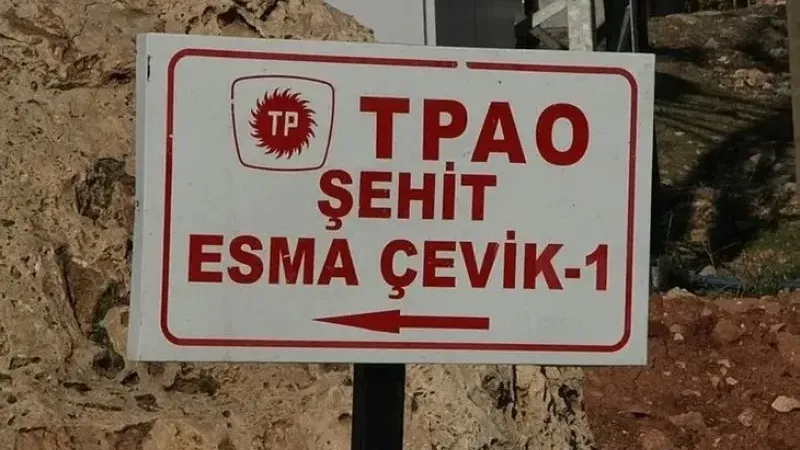 TP TPAO
ŞEHİT
ESMA ÇEVİK-1